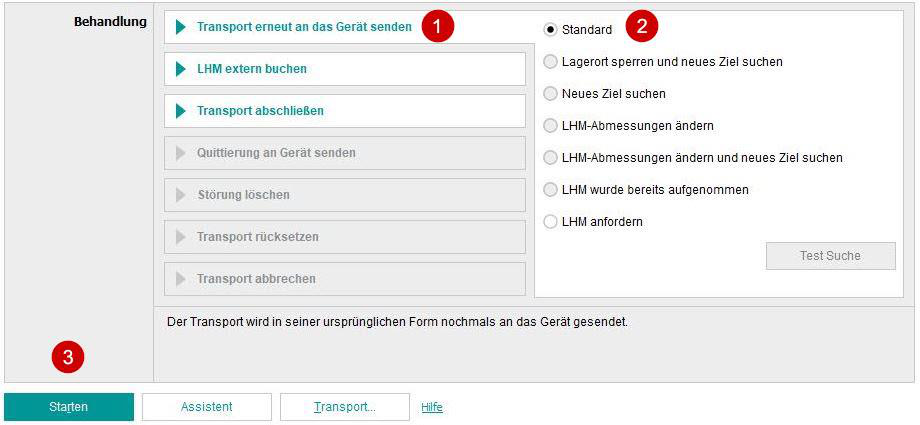 Behandlung
Transport erneut an das Gerät senden 1
LHM extern buchen
Transport abschließen
Quittierung an Gerät senden
Störung löschen
Transport rücksetzen
Transport abbrechen
Standard 2
Lagerort sperren und neues Ziel suchen
Neues Ziel suchen
LHM-Abmessungen ändern
LHM-Abmessungen ändern und neues Ziel suchen
LHM wurde bereits aufgenommen
LHM anfordern
Test Suche
Der Transport wird in seiner ursprünglichen Form nochmals an das Gerät gesendet.
3
Starten Assistent Transport... Hilfe